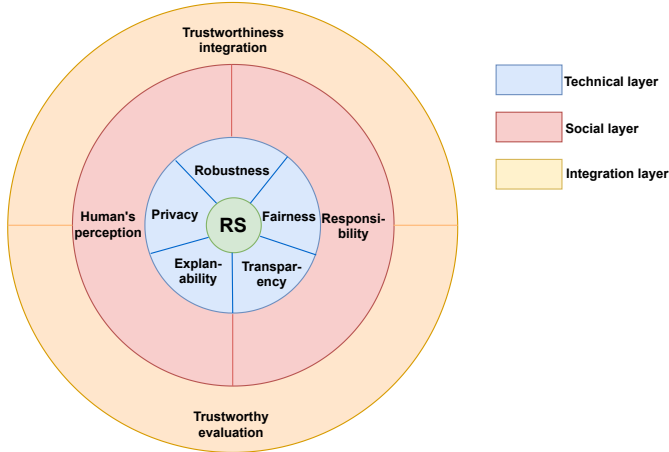 Trustworthiness
integration
Technical layer
Social layer
Integration layer
Robustness
Privacy
RS
Fairness
Human's
perception
Responsi-
bility
Explan-
ability
Transpar-
ency
Trustworthy
evaluation